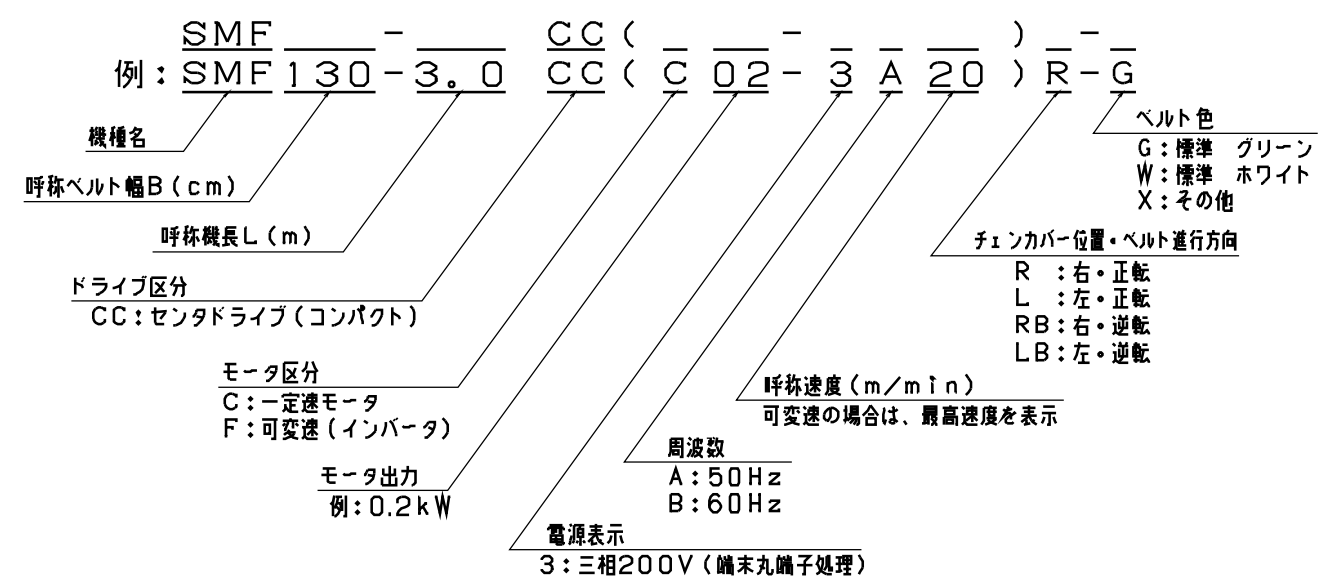 SMF - CC( - ) -
例：SMF130-3.0 CC(C02-3A20)R-G
機種名
呼称ベルト幅B(cm)
呼称機長L(m)
ドライブ区分
CC：センタドライブ(コンパクト)
モータ区分
C：一定速モータ
F：可変速(インバータ)
モータ出力
例：0.2kW
電源表示
3：三相200V(端末丸端子処理)
周波数
A：50Hz
B：60Hz
呼称速度(m/min)
可変速の場合は、最高速度を表示
チェンカバー位置・ベルト進行方向
R ：右・正転
L ：左・正転
RB：右・逆転
LB：左・逆転
ベルト色
G：標準 グリーン
W：標準 ホワイト
X：その他